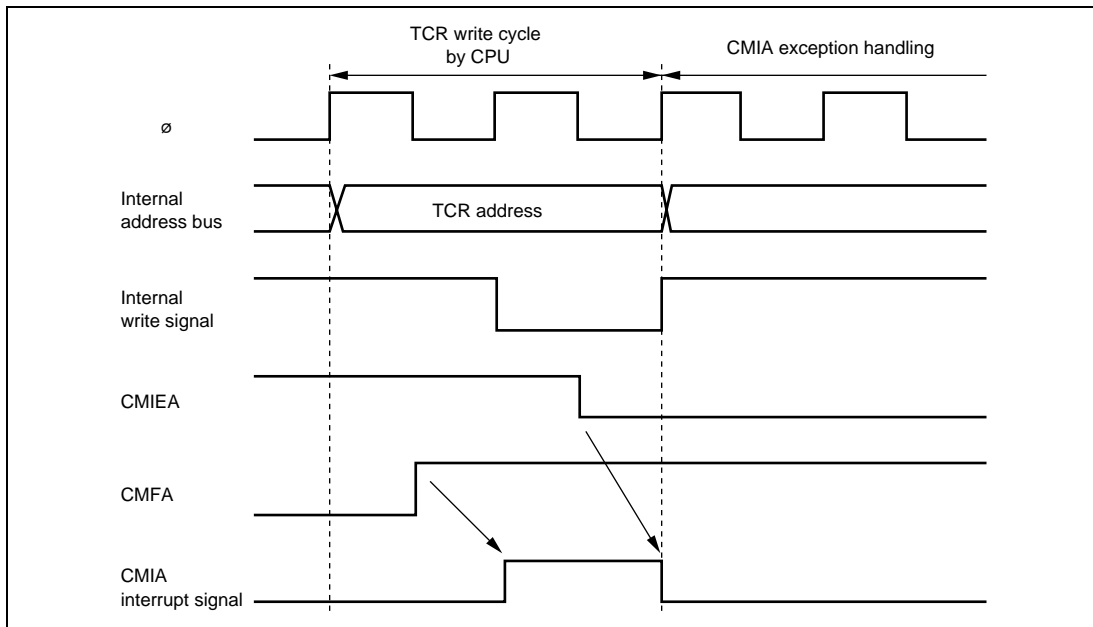 TCR write cycle
by CPU
CMIA exception handling
ø
Internal
address bus
TCR address
Internal
write signal
CMIEA
CMFA
CMIA
interrupt signal